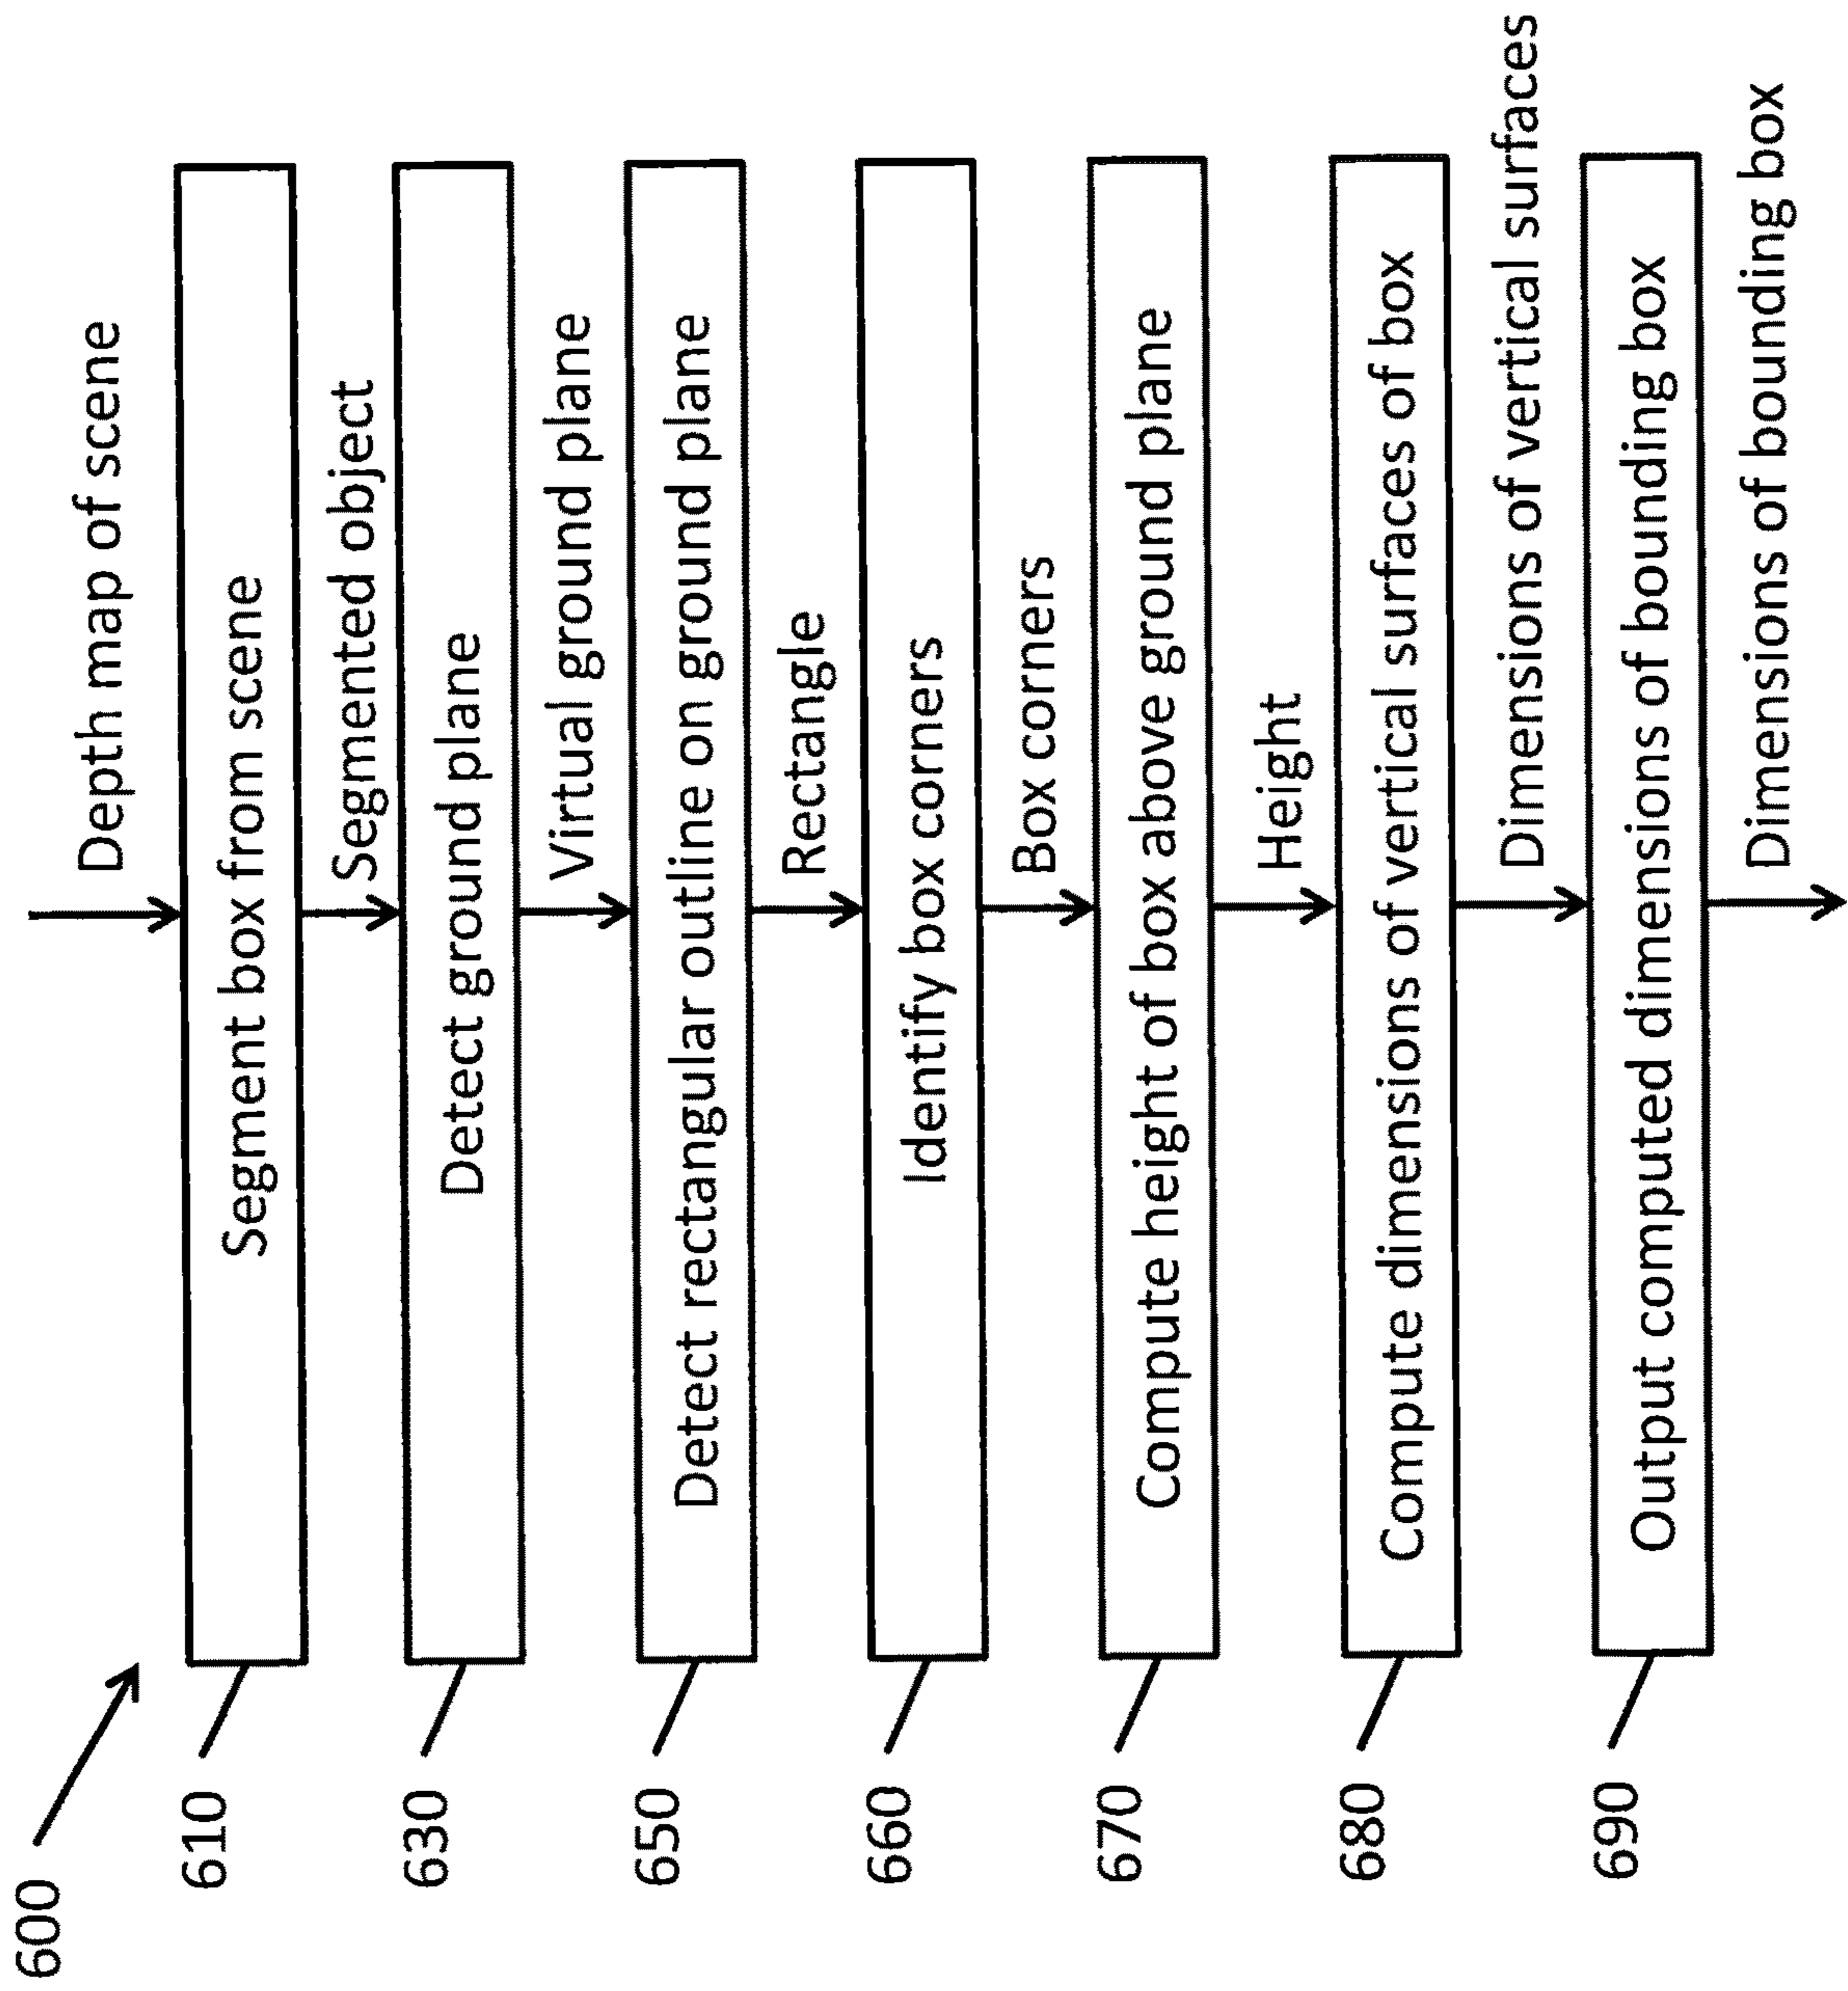 600
Depth map of scene
610
Segment box from scene
Segmented object
630
Detect ground plane
Virtual ground plane
650
Detect rectangular outline on ground plane
Rectangle
660
Identify box corners
Box corners
670
Compute height of box above ground plane
Height
680
Compute dimensions of vertical surfaces of box
Dimensions of vertical surfaces
690
Output computed dimensions of bounding box
Dimensions of bounding box